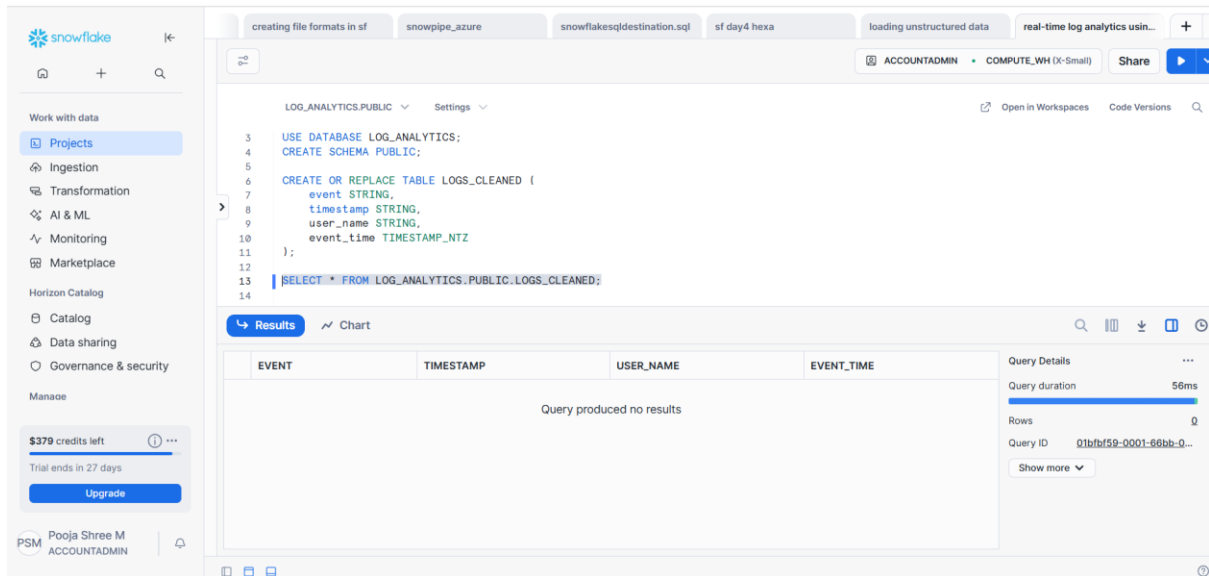 snowflake
creating file formats in sf
snowpipe_azure
snowflakesqldestination.sql
sf day4 hexa
loading unstructured data
real-time log analytics usin...
ACCOUNTADMIN • COMPUTE_WH (X-Small)
Share
Work with data
Projects
Ingestion
Transformation
AI & ML
Monitoring
Marketplace
Horizon Catalog
Catalog
Data sharing
Governance & security
Manage
$379 credits left
Trial ends in 27 days
Upgrade
PSM
Pooja Shree M
ACCOUNTADMIN
LOG_ANALYTICS.PUBLIC
Settings
Open in Workspaces
Code Versions
3 USE DATABASE LOG_ANALYTICS;
4 CREATE SCHEMA PUBLIC;
5
6 CREATE OR REPLACE TABLE LOGS_CLEANED (
7 event STRING,
8 timestamp STRING,
9 user_name STRING,
10 event_time TIMESTAMP_NTZ
11 );
12
13 SELECT * FROM LOG_ANALYTICS.PUBLIC.LOGS_CLEANED;
14
Results
Chart
EVENT TIMESTAMP USER_NAME EVENT_TIME
Query produced no results
Query Details
Query duration 56ms
Rows 0
Query ID 01bfbf59-0001-66bb-0...
Show more